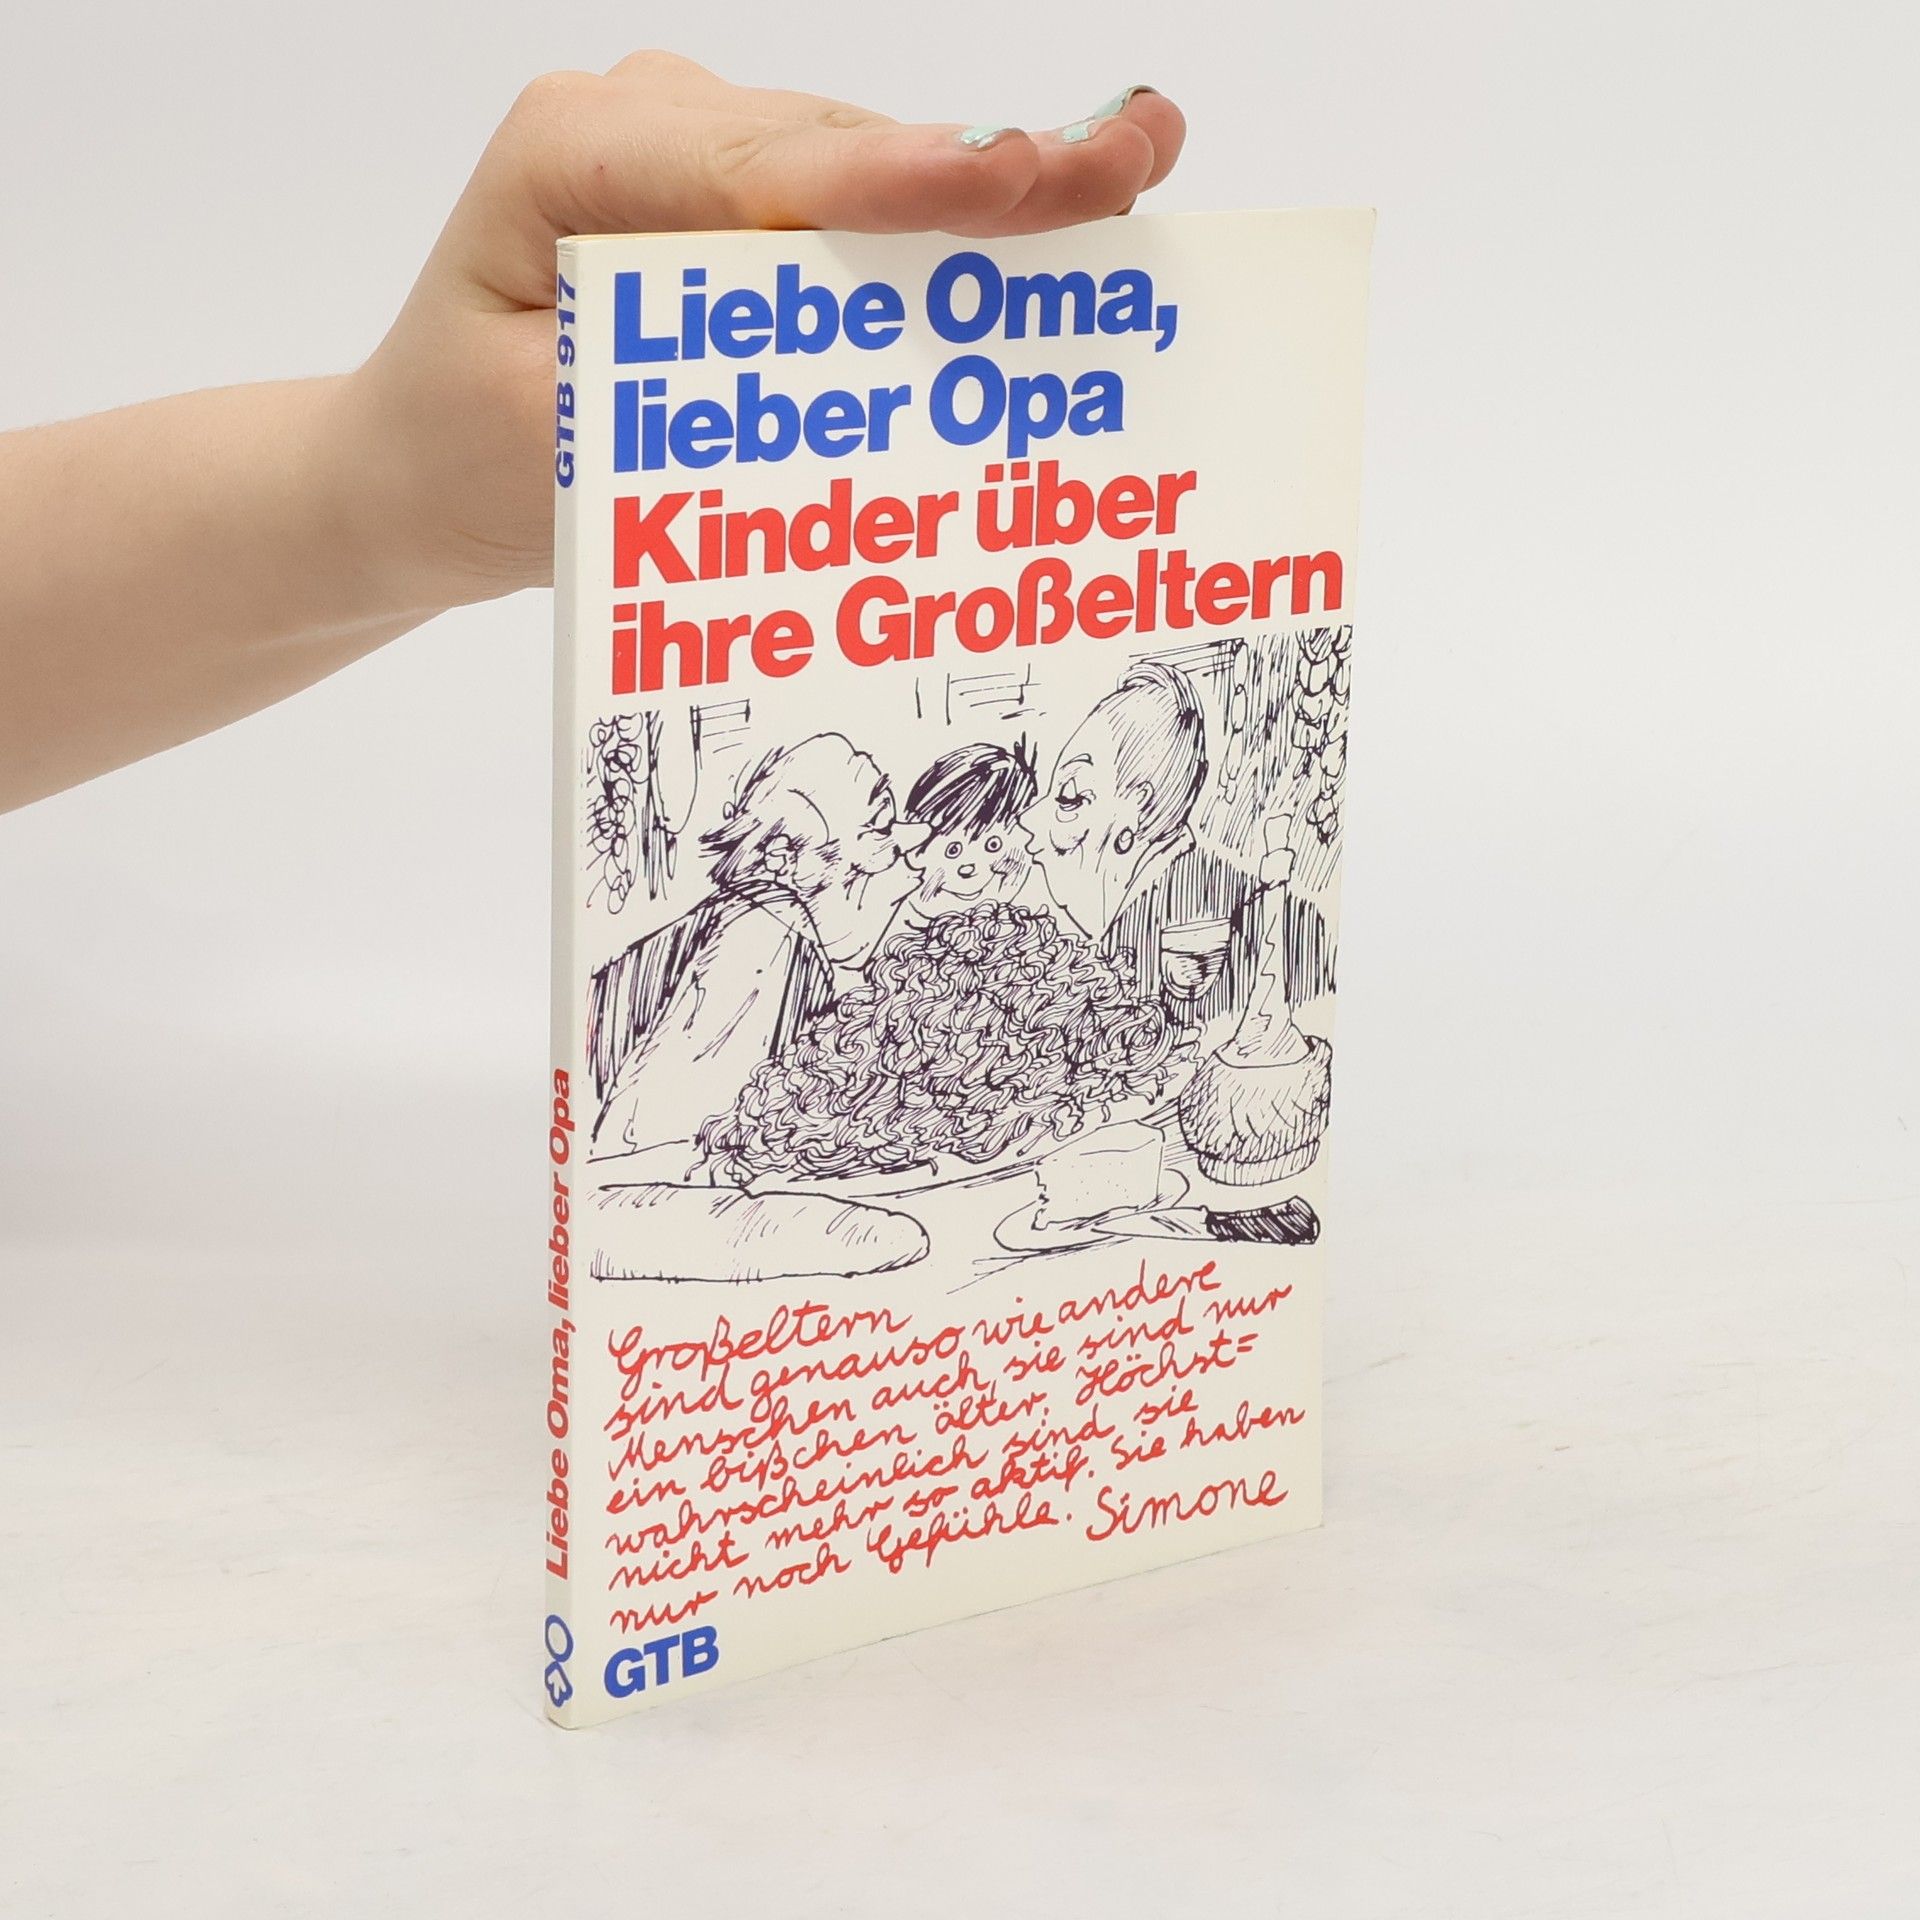 Liebe Oma,
lieber Opa
Kinder über
ihre Großeltern
Großeltern
sind genauso wie andere
Menschen auch, sie sind nur
ein bißchen älter. Höchst=
wahrscheinlich sind sie
nicht mehr so aktif. Sie haben
nur noch Gefühle. Simone
GTB
GTB 917
Liebe Oma, lieber Opa